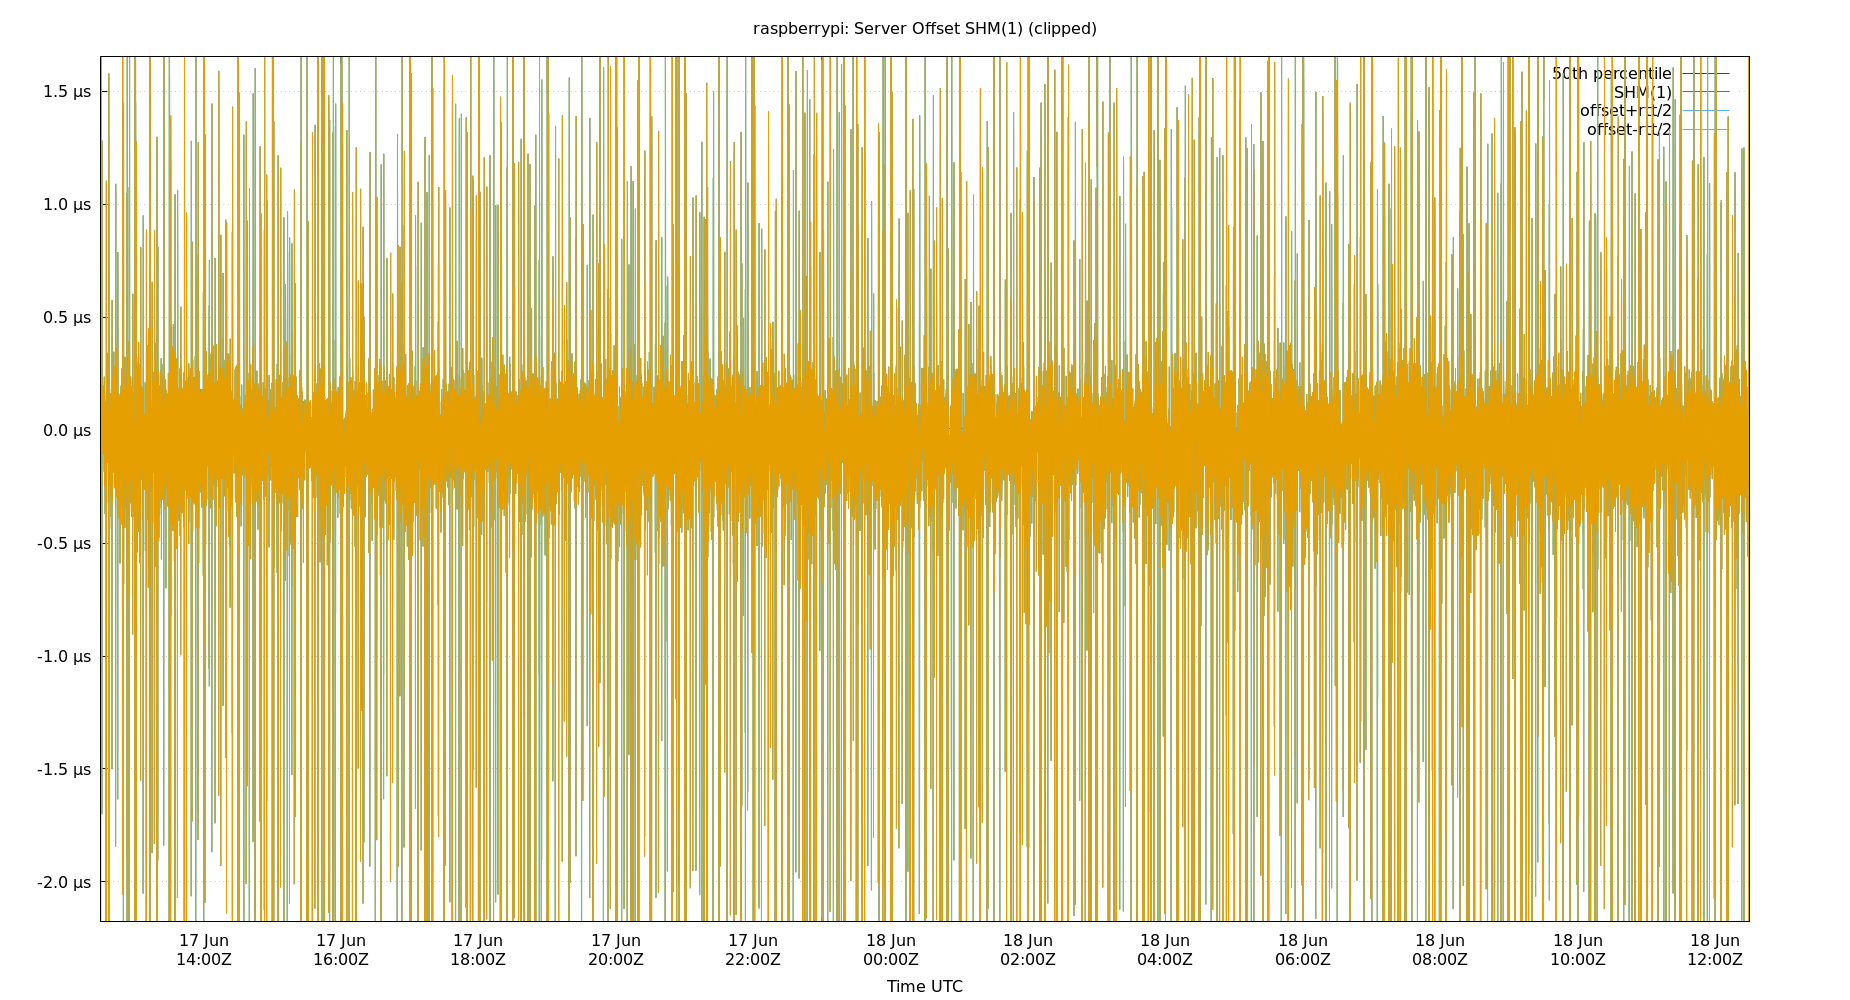 raspberrypi: Server Offset SHM(1) (clipped)
50th percentile
SHM(1)
offset+rtt/2
offset-rtt/2
1.5 µs
1.0 µs
0.5 µs
0.0 µs
-0.5 µs
-1.0 µs
-1.5 µs
-2.0 µs
17 Jun 17 Jun 17 Jun 17 Jun 17 Jun 18 Jun 18 Jun 18 Jun 18 Jun 18 Jun 18 Jun 18 Jun
14:00Z 16:00Z 18:00Z 20:00Z 22:00Z 00:00Z 02:00Z 04:00Z 06:00Z 08:00Z 10:00Z 12:00Z
Time UTC